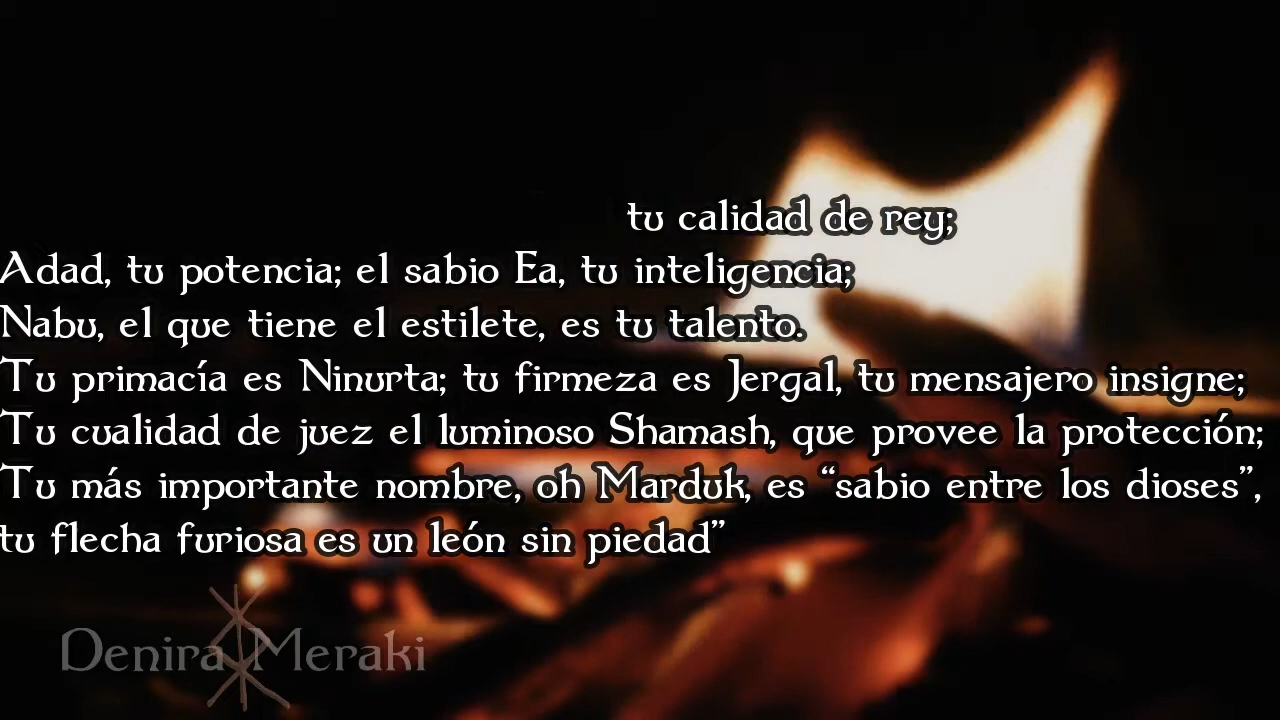 tu calidad de rey;
Adad, tu potencia; el sabio Ea, tu inteligencia;
Nabu, el que tiene el estilete, es tu talento.
Tu primacía es Ninurta; tu firmeza es Jergal, tu mensajero insigne;
Tu cualidad de juez el luminoso Shamash, que provee la protección;
Tu más importante nombre, oh Marduk, es “sabio entre los dioses”,
tu flecha furiosa es un león sin piedad”
Denira Meraki